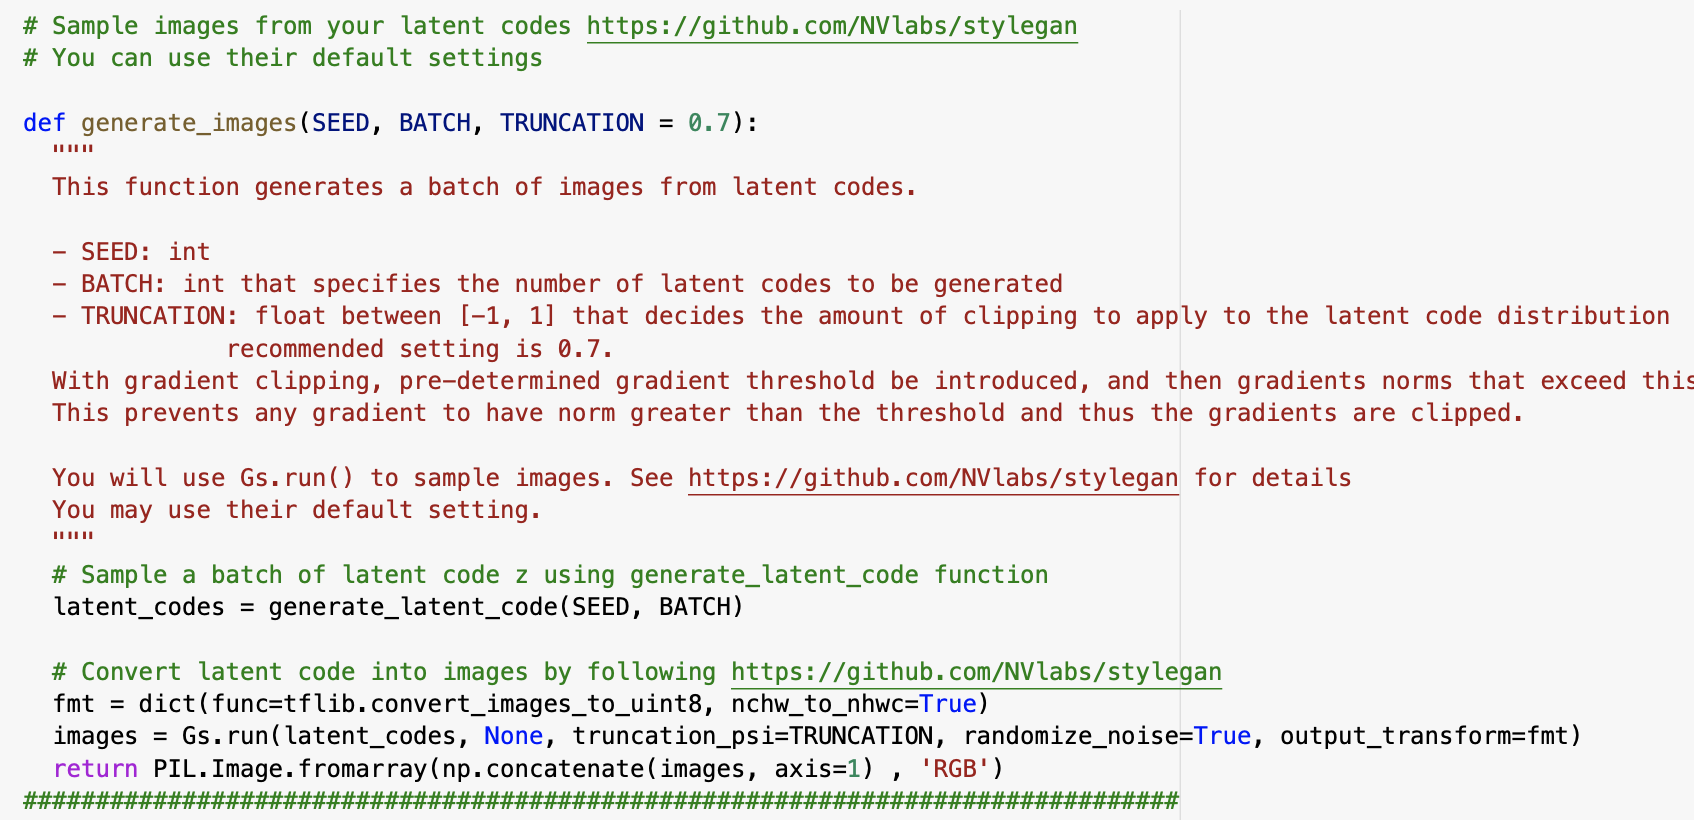 # Sample images from your latent codes https://github.com/NVlabs/stylegan
# You can use their default settings
def generate_images(SEED, BATCH, TRUNCATION = 0.7):
"""
This function generates a batch of images from latent codes.
- SEED: int
- BATCH: int that specifies the number of latent codes to be generated
- TRUNCATION: float between [-1, 1] that decides the amount of clipping to apply to the latent code distribution
recommended setting is 0.7.
With gradient clipping, pre-determined gradient threshold be introduced, and then gradients norms that exceed this
This prevents any gradient to have norm greater than the threshold and thus the gradients are clipped.
You will use Gs.run() to sample images. See https://github.com/NVlabs/stylegan for details
You may use their default setting.
"""
# Sample a batch of latent code z using generate_latent_code function
latent_codes = generate_latent_code(SEED, BATCH)
# Convert latent code into images by following https://github.com/NVlabs/stylegan
fmt = dict(func=tflib.convert_images_to_uint8, nchw_to_nhwc=True)
images = Gs.run(latent_codes, None, truncation_psi=TRUNCATION, randomize_noise=True, output_transform=fmt)
return PIL.Image.fromarray(np.concatenate(images, axis=1) , 'RGB')
################################################################################